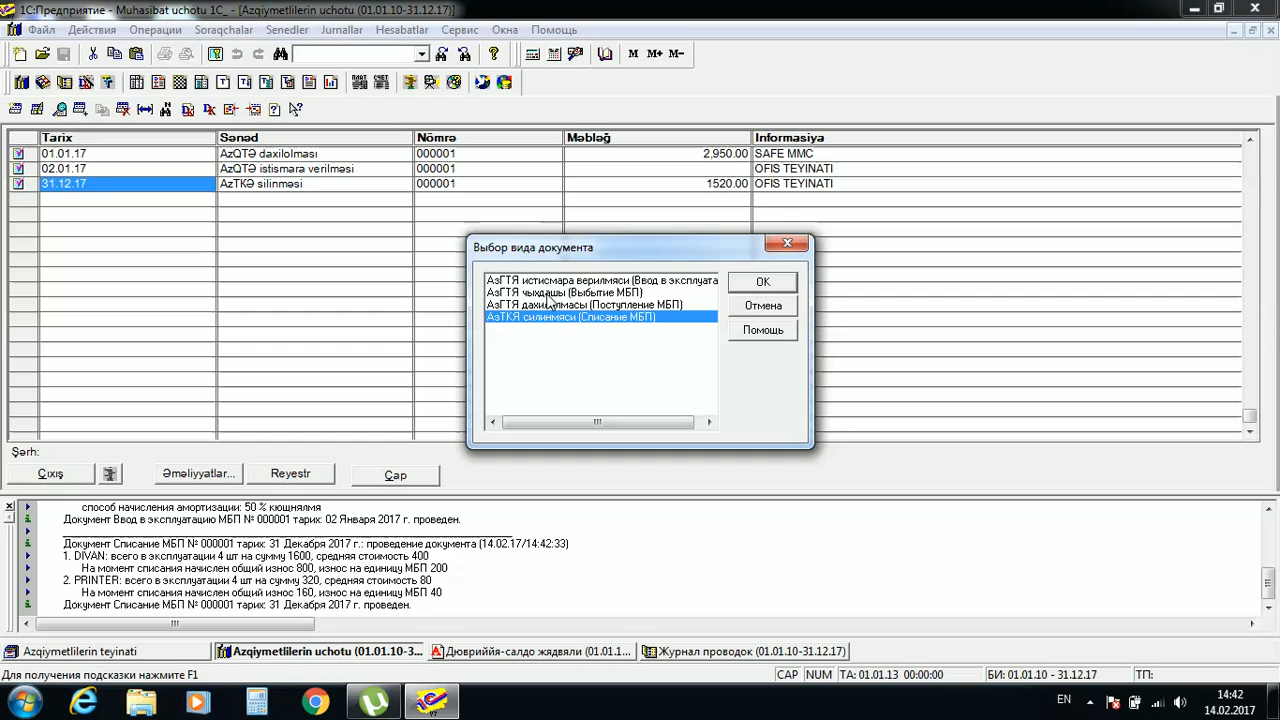 1С:Предприятие - Muhasibat uchotu 1C_ - [Azqiymetlilerin uchotu (01.01.10-31.12.17)]
Файл Действия Операции Soraqchalar Senedler Jurnallar Hesabatlar Сервис Окна Помощь
M M+ M-
Tarix Sənəd Nömrə Məbləğ Informasiya
01.01.17 AzQTƏ daxilolması 000001 2,950.00 SAFE MMC
02.01.17 AzQTƏ istismara verilməsi 000001 OFIS TEYINATI
31.12.17 AzTKƏ silinməsi 000001 1520.00 OFIS TEYINATI
Выбор вида документа
АзГТЯ истисмара верилмяси (Ввод в эксплуата
АзГТЯ чыхдашы (Выбытие МБП)
АзГТЯ дахилолмасы (Поступление МБП)
АзТКЯ силинмяси (Списание МБП)
OK
Отмена
Помощь
Şərh:
Çıxış Əməliyyatlar... Reyestr Çap
способ начисления амортизации: 50 % кющнялмя
Документ Ввод в эксплуатацию МБП № 000001 тарих: 02 Января 2017 г. проведен.
Документ Списание МБП № 000001 тарих: 31 Декабря 2017 г.: проведение документа (14.02.17/14:42:33)
1. DIVAN: всего в эксплуатации 4 шт на сумму 1600, средняя стоимость 400
На момент списания начислен общий износ 800, износ на единицу МБП 200
2. PRINTER: всего в эксплуатации 4 шт на сумму 320, средняя стоимость 80
На момент списания начислен общий износ 160, износ на единицу МБП 40
Документ Списание МБП № 000001 тарих: 31 Декабря 2017 г. проведен.
Azqiymetlilerin teyinati Azqiymetlilerin uchotu (01.01.10-3... Дювриййя-салдо жядвяли (01.01.1... Журнал проводок (01.01.10-31.12.17)
Для получения подсказки нажмите F1 CAP NUM ТА: 01.01.13 00:00:00 БИ: 01.01.10 - 31.12.17 ТП:
EN 14:42
14.02.2017